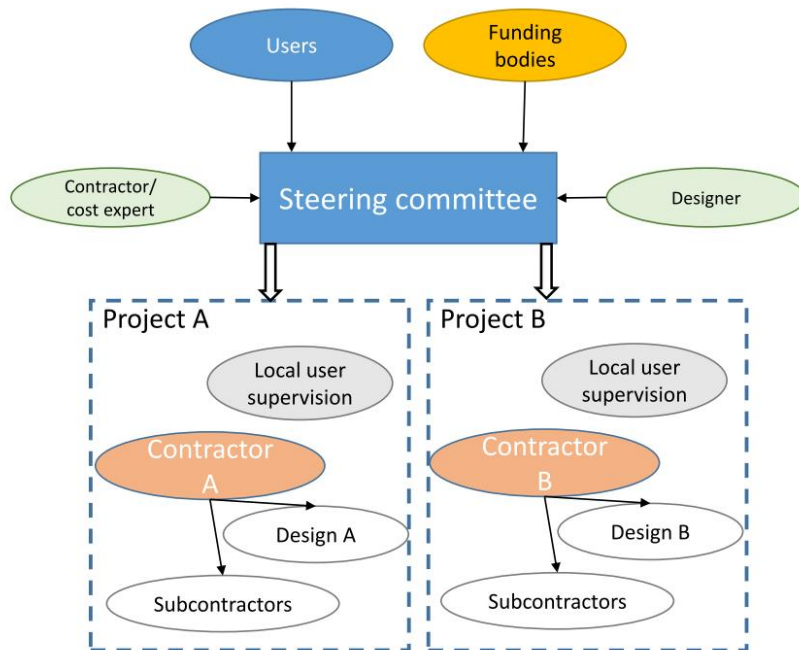 Users
Funding
bodies
Contractor/
cost expert
Steering committee
Designer
Project A
Local user
supervision
Contractor
A
Design A
Subcontractors
Project B
Local user
supervision
Contractor
B
Design B
Subcontractors